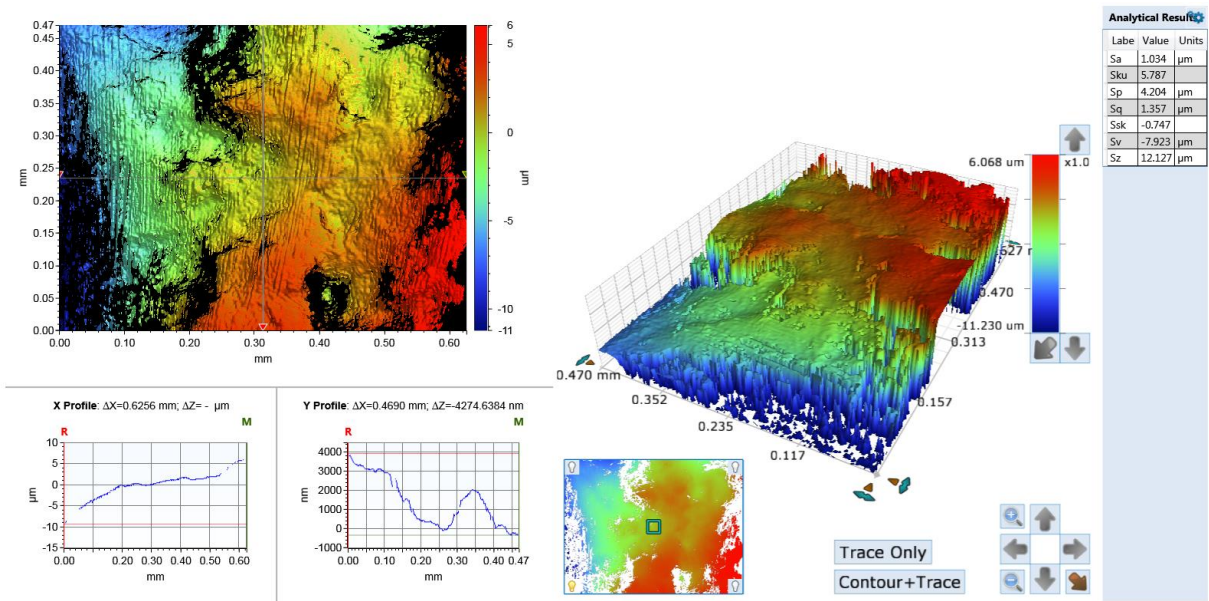 0.47
0.45
0.40
0.35
0.30
0.25
0.20
0.15
0.10
0.05
0.00
mm
0.00 0.10 0.20 0.30 0.40 0.50 0.60
mm
6
5
0
-5
-10
-11
µm
X Profile: ΔX=0.6256 mm; ΔZ= - µm
R M
10
5
0
-5
-10
-15
µm
0.00 0.10 0.20 0.30 0.40 0.50 0.62
mm
Y Profile: ΔX=0.4690 mm; ΔZ=-4274.6384 nm
R M
4000
3000
2000
1000
0
-1000
nm
0.00 0.10 0.20 0.30 0.47
mm
6.068 um
x1.0
-11.230 um
0.470
0.313
0.157
0.470 mm
0.352
0.235
0.117
Trace Only
Contour+Trace
Analytical Results
Labe Value Units
Sa 1.034 µm
Sku 5.787
Sp 4.204 µm
Sq 1.357 µm
Ssk -0.747
Sv -7.923 µm
Sz 12.127 µm